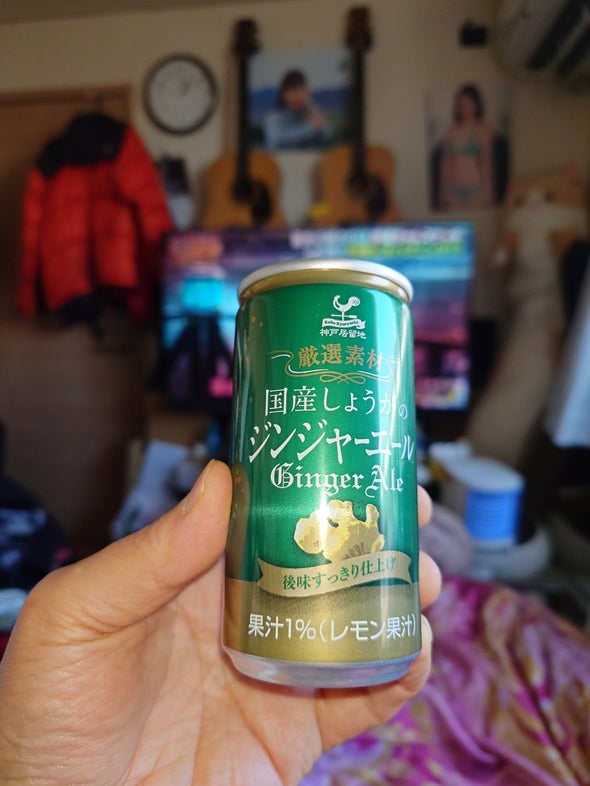 Kobe Kyoryuchi
神戸居留地
厳選素材
国産しょうがの
ジンジャーエール
Ginger Ale
後味すっきり仕上げ
果汁1%(レモン果汁)